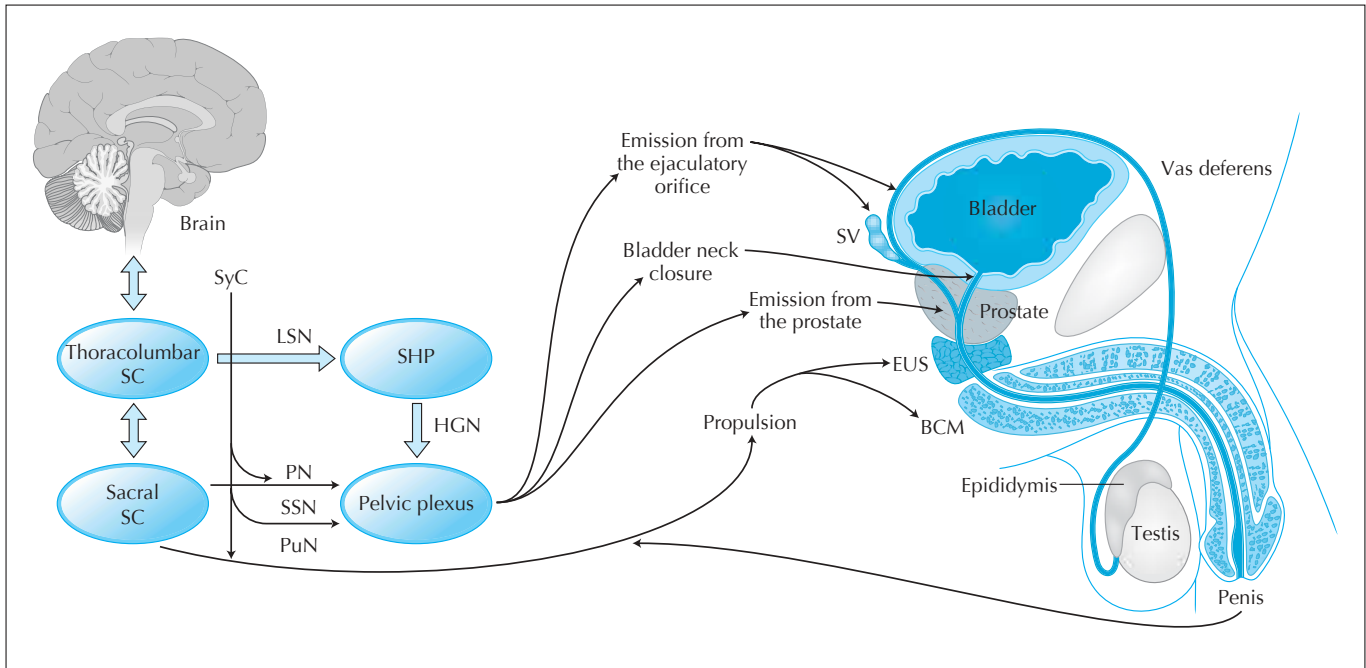 Brain
SyC
Thoracolumbar
SC
LSN
SHP
HGN
Sacral
SC
PN
SSN
PuN
Pelvic plexus
Emission from
the ejaculatory
orifice
Bladder neck
closure
Emission from
the prostate
Propulsion
EUS
BCM
SV
Bladder
Vas deferens
Prostate
Epididymis
Testis
Penis